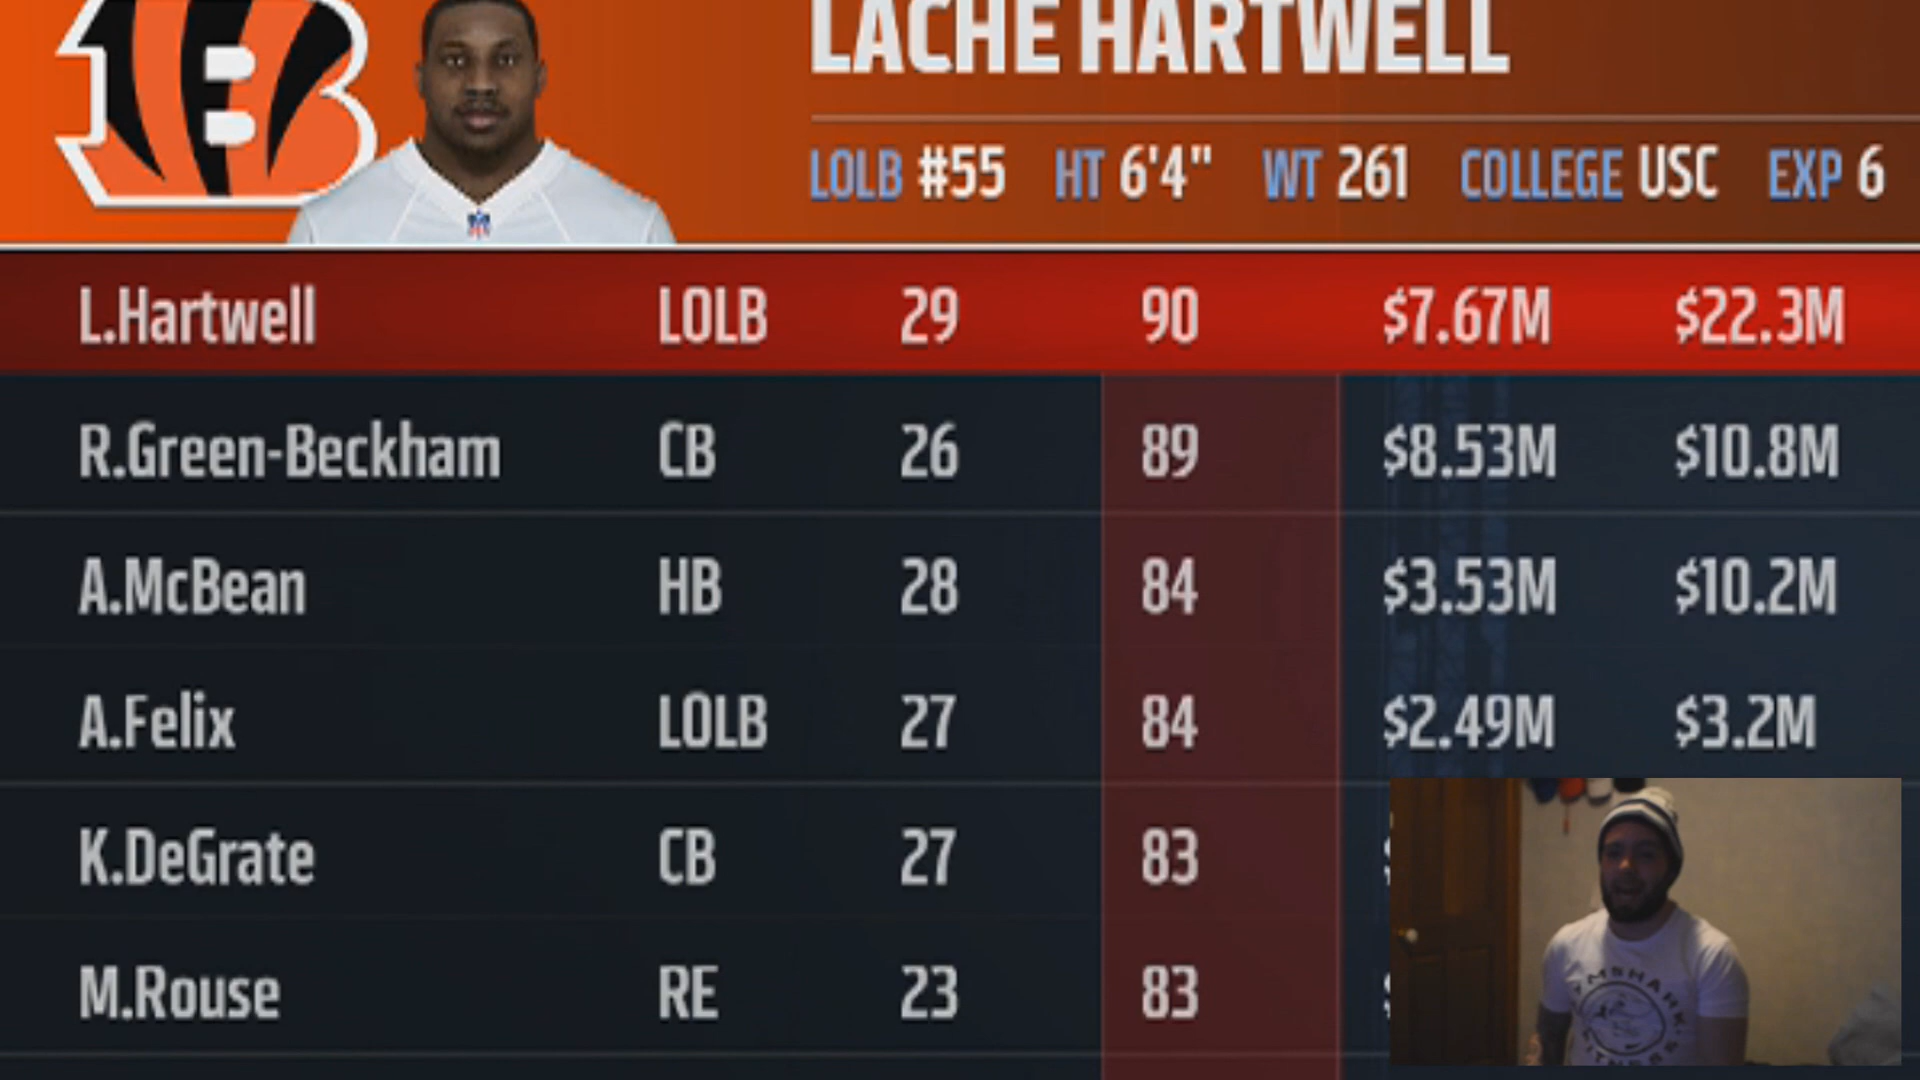 LACHE HARTWELL
LOLB #55 HT 6'4" WT 261 COLLEGE USC EXP 6
L.Hartwell LOLB 29 90 $7.67M $22.3M
R.Green-Beckham CB 26 89 $8.53M $10.8M
A.McBean HB 28 84 $3.53M $10.2M
A.Felix LOLB 27 84 $2.49M $3.2M
K.DeGrate CB 27 83
M.Rouse RE 23 83